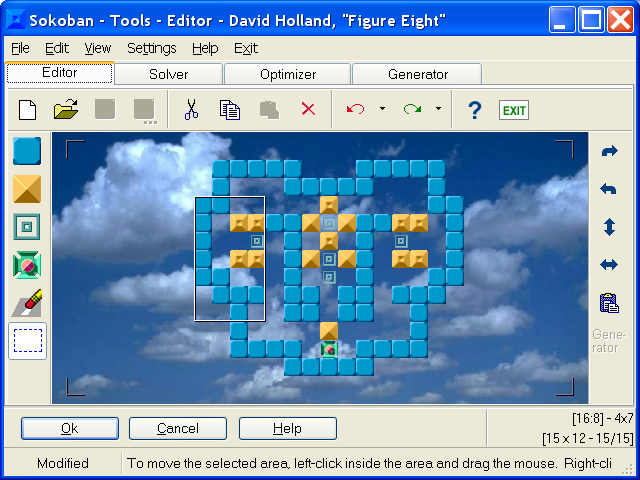 Sokoban - Tools - Editor - David Holland, "Figure Eight"
File Edit View Settings Help Exit
Editor Solver Optimizer Generator
? EXIT
Gene-
rator
Ok Cancel Help
[16:8] - 4x7
[15 x 12 - 15/15]
Modified To move the selected area, left-click inside the area and drag the mouse. Right-cli